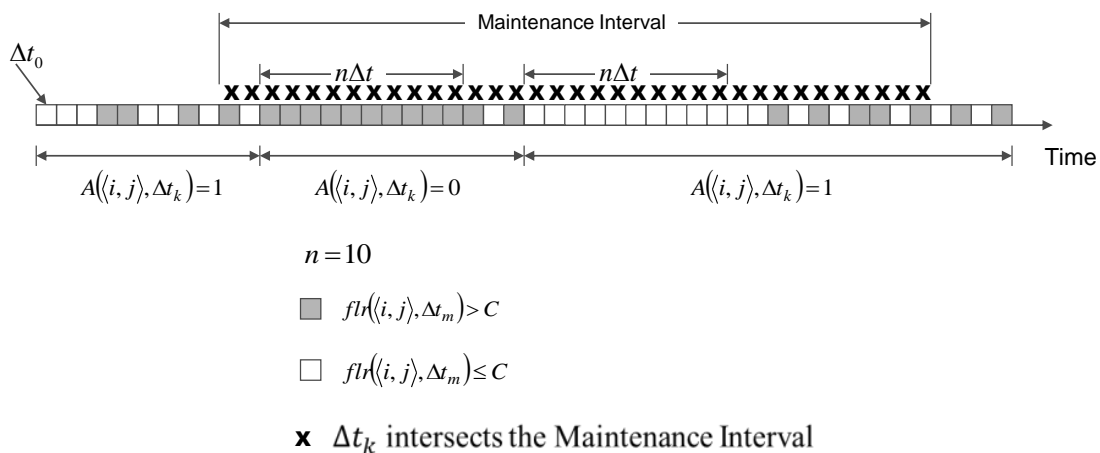 Maintenance Interval
Δt₀
nΔt nΔt
x x x x x x x x x x x x x x x x x x x x x x x x x x x x x x x x x x x
Time
A(⟨i, j⟩, Δtₖ)=1 A(⟨i, j⟩, Δtₖ)=0 A(⟨i, j⟩, Δtₖ)=1
n=10
flr(⟨i, j⟩, Δtₘ)> C
flr(⟨i, j⟩, Δtₘ)≤ C
x Δtₖ intersects the Maintenance Interval